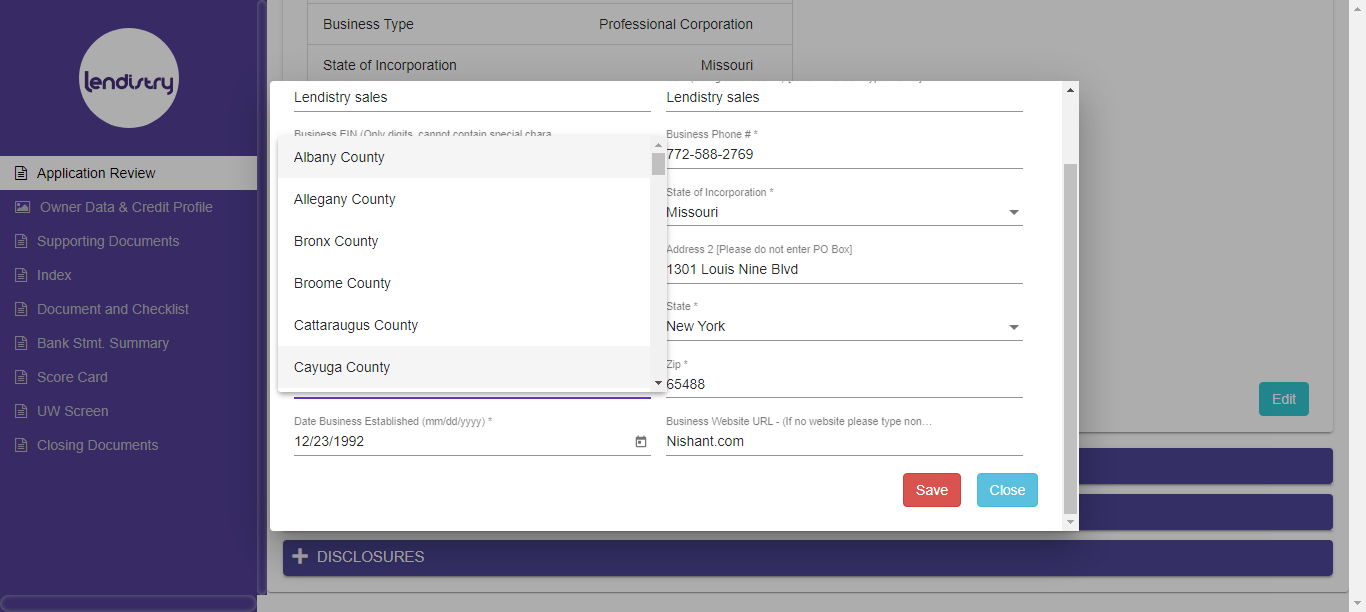 lendistry
Application Review
Owner Data & Credit Profile
Supporting Documents
Index
Document and Checklist
Bank Stmt. Summary
Score Card
UW Screen
Closing Documents
Business Type Professional Corporation
State of Incorporation Missouri
Lendistry sales Lendistry sales
Business EIN (Only digits, cannot contain special chara Business Phone # *
772-588-2769
State of Incorporation *
Missouri
Address 2 [Please do not enter PO Box]
1301 Louis Nine Blvd
State *
New York
Zip *
65488
Albany County
Allegany County
Bronx County
Broome County
Cattaraugus County
Cayuga County
Date Business Established (mm/dd/yyyy) * Business Website URL - (If no website please type non...
12/23/1992 Nishant.com
Save Close
Edit
DISCLOSURES